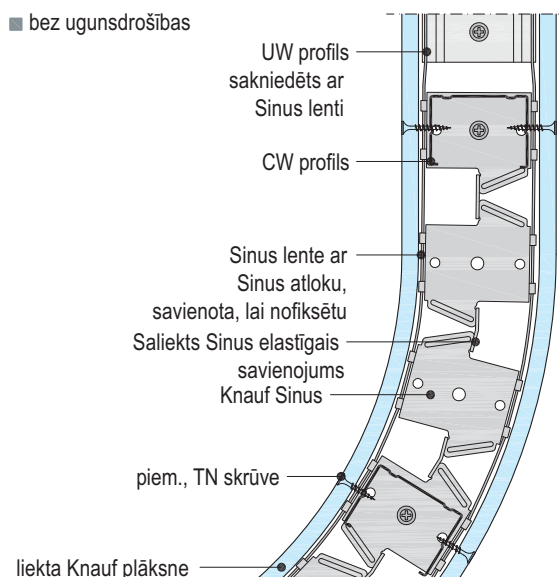 bez ugunsdrošības
UW profils
sakniedēts ar
Sinus lenti
CW profils
Sinus lente ar
Sinus atloku,
savienota, lai nofiksētu
Saliekts Sinus elastīgais
savienojums
Knauf Sinus
piem., TN skrūve
liekta Knauf plāksne